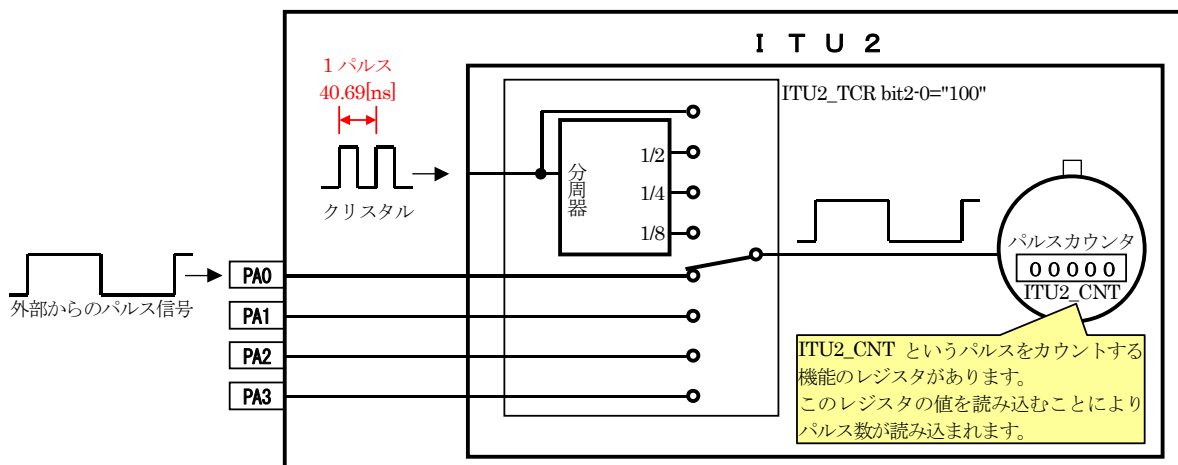 ＩＴＵ２
1 パルス
40.69[ns]
ITU2_TCR bit2-0="100"
分周器
1/2
1/4
1/8
クリスタル
パルスカウンタ
00000
ITU2_CNT
外部からのパルス信号
PA0
PA1
PA2
PA3
ITU2_CNT というパルスをカウントする
機能のレジスタがあります。
このレジスタの値を読み込むことにより
パルス数が読み込まれます。